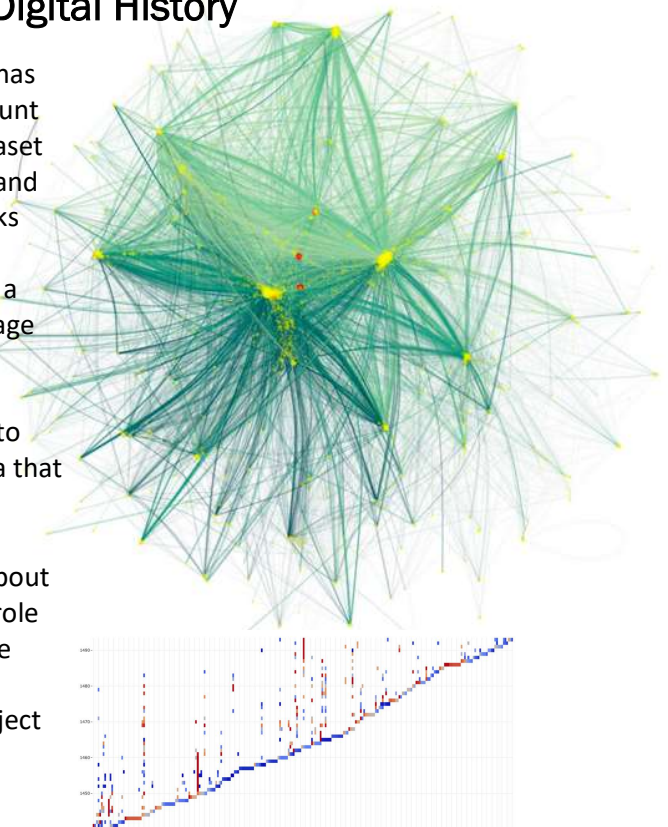 Digital History
has
unt
aset
and
ks
a
age
to
a that
bout
role
e
ject
1490
1480
1470
1460
1450